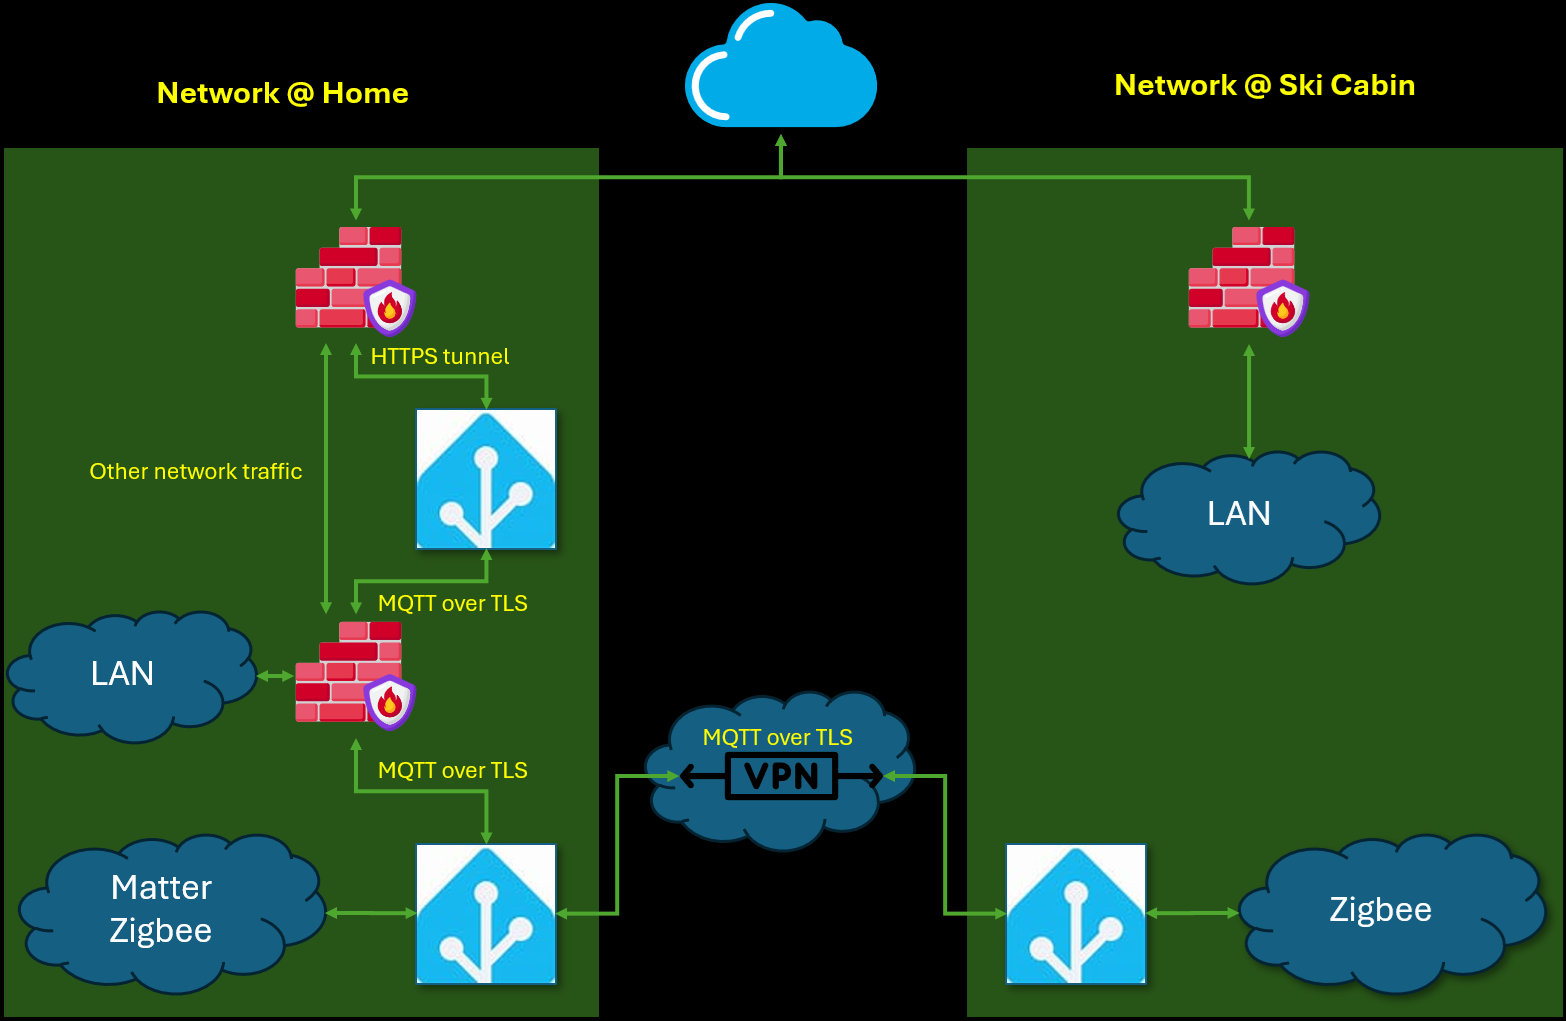 Network @ Home
Network @ Ski Cabin
HTTPS tunnel
Other network traffic
LAN
MQTT over TLS
LAN
MQTT over TLS
MQTT over TLS
VPN
Matter
Zigbee
Zigbee